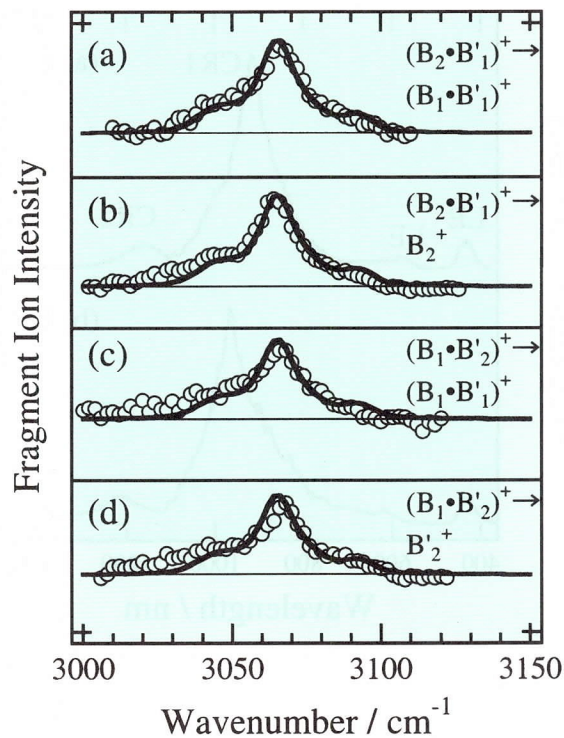 (a)
(B₂•B'₁)⁺→
(B₁•B'₁)⁺
(b)
(B₂•B'₁)⁺→
B₂⁺
(c)
(B₁•B'₂)⁺→
(B₁•B'₁)⁺
(d)
(B₁•B'₂)⁺→
B'₂⁺
Fragment Ion Intensity
3000 3050 3100 3150
Wavenumber / cm⁻¹